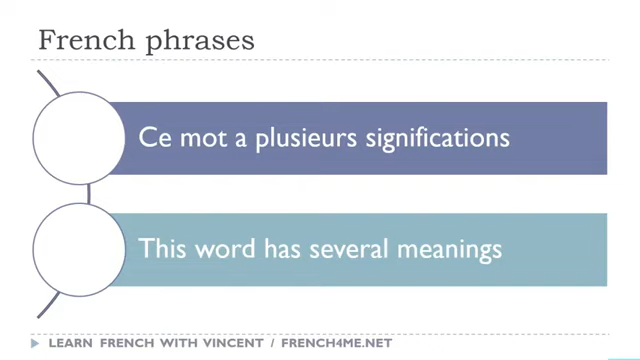 French phrases
Ce mot a plusieurs significations
This word has several meanings
LEARN FRENCH WITH VINCENT / FRENCH4ME.NET